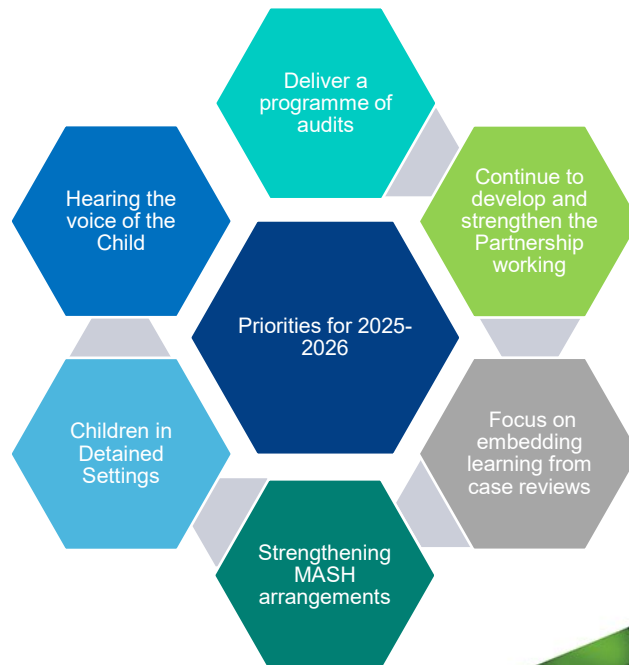 Deliver a
programme of
audits
Continue to
develop and
strengthen the
Partnership
working
Focus on
embedding
learning from
case reviews
Strengthening
MASH
arrangements
Children in
Detained
Settings
Hearing the
voice of the
Child
Priorities for 2025-
2026